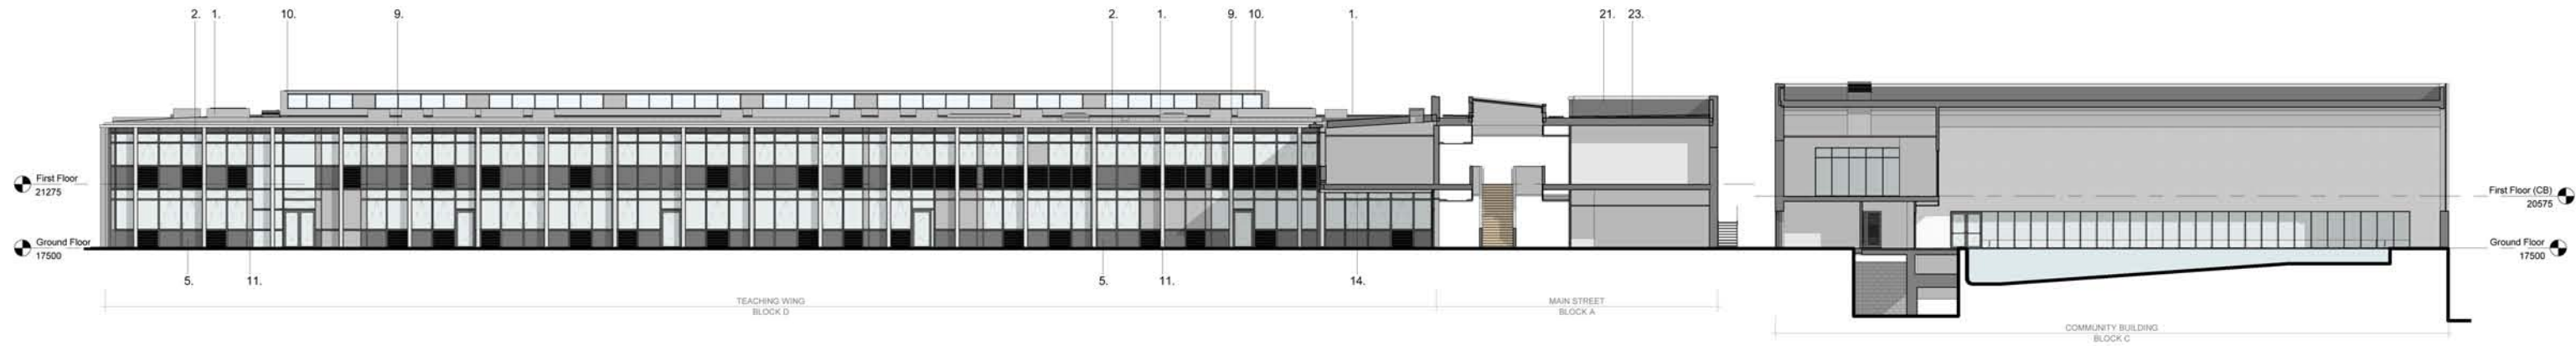 2. 1. 10. 9. 2. 1. 9. 10. 1. 21. 23.
First Floor
21275
First Floor (CB)
20575
Ground Floor
17500
Ground Floor
17500
5. 11. 5. 11. 14.
TEACHING WING
BLOCK D
MAIN STREET
BLOCK A
COMMUNITY BUILDING
BLOCK C